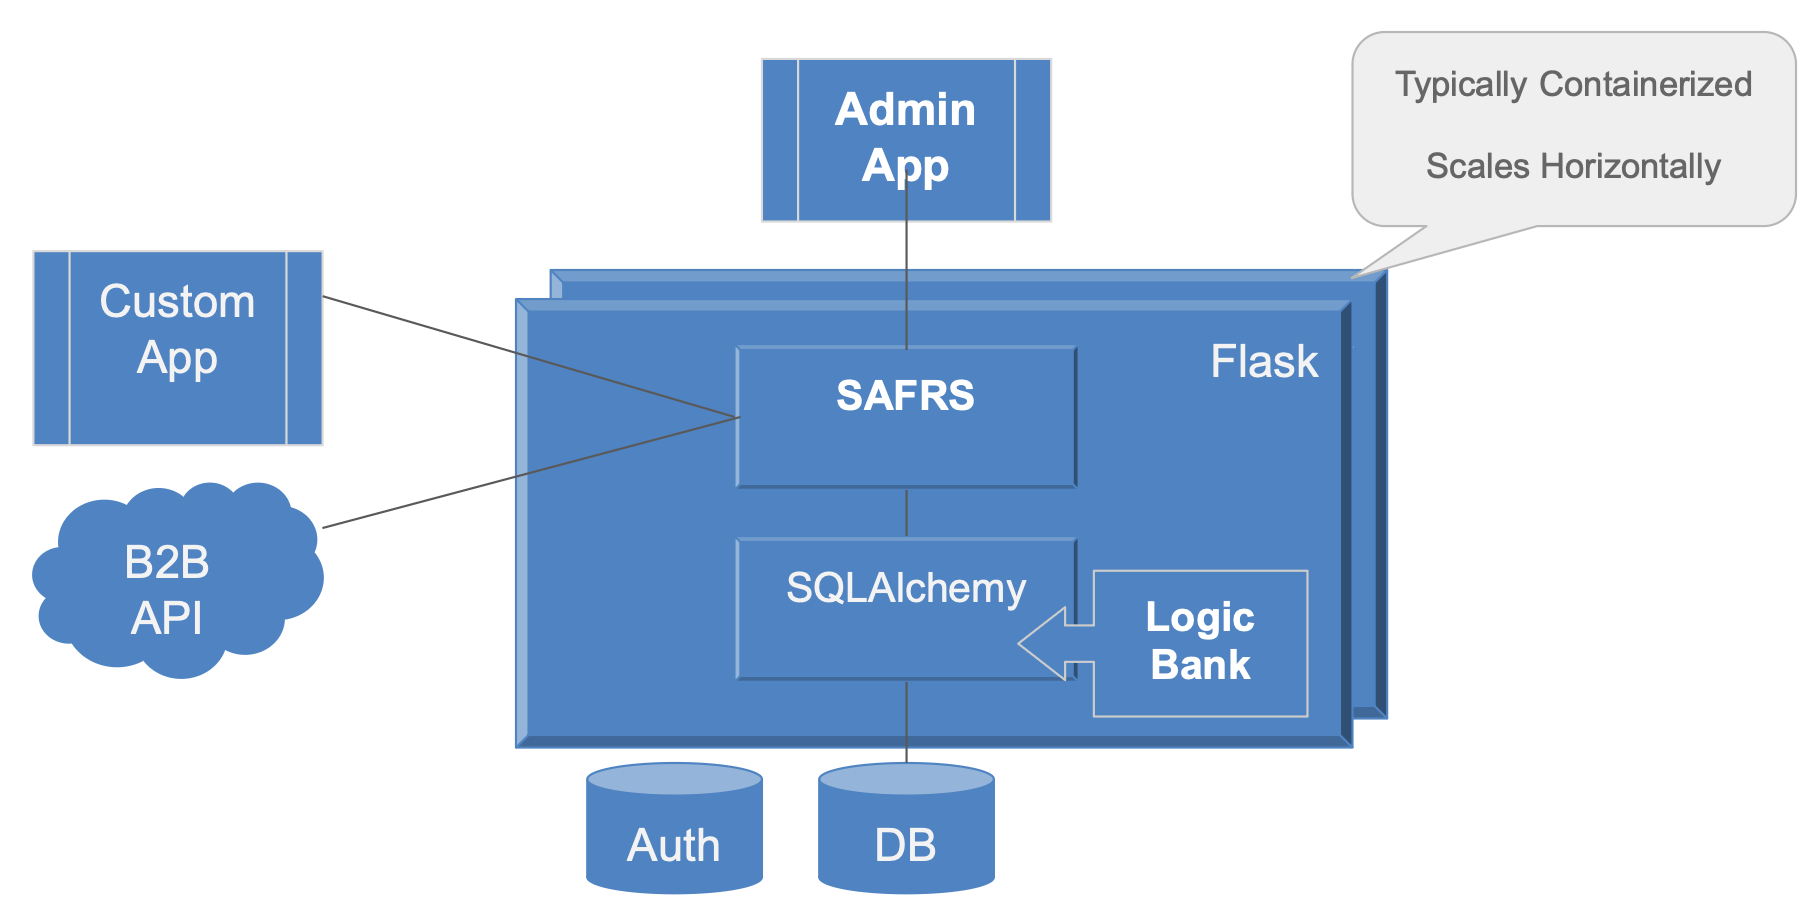 Admin
App
Typically Containerized
Scales Horizontally
Custom
App
Flask
SAFRS
B2B
API
SQLAlchemy
Logic
Bank
Auth
DB